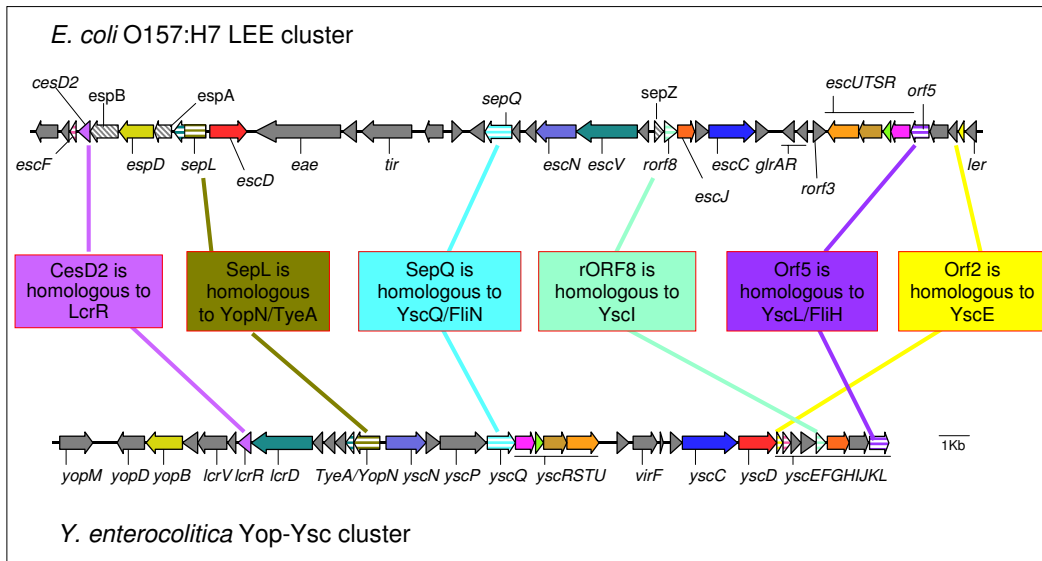 E. coli O157:H7 LEE cluster
cesD2 espB espA sepQ sepZ escUTSR orf5
escF espD sepL escD eae tir escN escV rorf8 escJ escC glrAR rorf3 ler
CesD2 is
homologous to
LcrR
SepL is
homologous
to YopN/TyeA
SepQ is
homologous to
YscQ/FliN
rORF8 is
homologous to
YscI
Orf5 is
homologous to
YscL/FliH
Orf2 is
homologous to
YscE
1Kb
yopM yopD yopB lcrV lcrR lcrD TyeA/YopN yscN yscP yscQ yscRSTU virF yscC yscD yscEFGHIJKL
Y. enterocolitica Yop-Ysc cluster